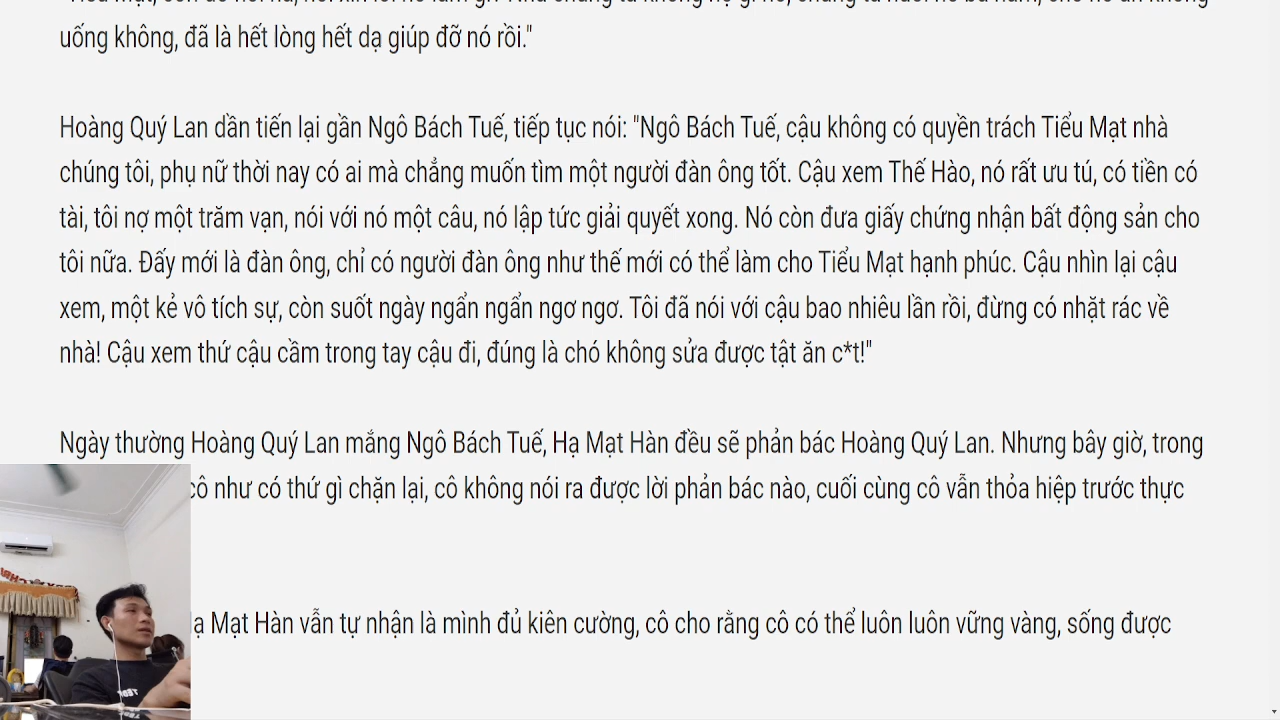 uống không, đã là hết lòng hết dạ giúp đỡ nó rồi."
Hoàng Quý Lan dần tiến lại gần Ngô Bách Tuế, tiếp tục nói: "Ngô Bách Tuế, cậu không có quyền trách Tiểu Mạt nhà
chúng tôi, phụ nữ thời nay có ai mà chẳng muốn tìm một người đàn ông tốt. Cậu xem Thế Hào, nó rất ưu tú, có tiền có
tài, tôi nợ một trăm vạn, nói với nó một câu, nó lập tức giải quyết xong. Nó còn đưa giấy chứng nhận bất động sản cho
tôi nữa. Đấy mới là đàn ông, chỉ có người đàn ông như thế mới có thể làm cho Tiểu Mạt hạnh phúc. Cậu nhìn lại cậu
xem, một kẻ vô tích sự, còn suốt ngày ngẩn ngẩn ngơ ngơ. Tôi đã nói với cậu bao nhiêu lần rồi, đừng có nhặt rác về
nhà! Cậu xem thứ cậu cầm trong tay cậu đi, đúng là chó không sửa được tật ăn c*t!"
Ngày thường Hoàng Quý Lan mắng Ngô Bách Tuế, Hạ Mạt Hàn đều sẽ phản bác Hoàng Quý Lan. Nhưng bây giờ, trong
cô như có thứ gì chặn lại, cô không nói ra được lời phản bác nào, cuối cùng cô vẫn thỏa hiệp trước thực
Mạt Hàn vẫn tự nhận là mình đủ kiên cường, cô cho rằng cô có thể luôn luôn vững vàng, sống được